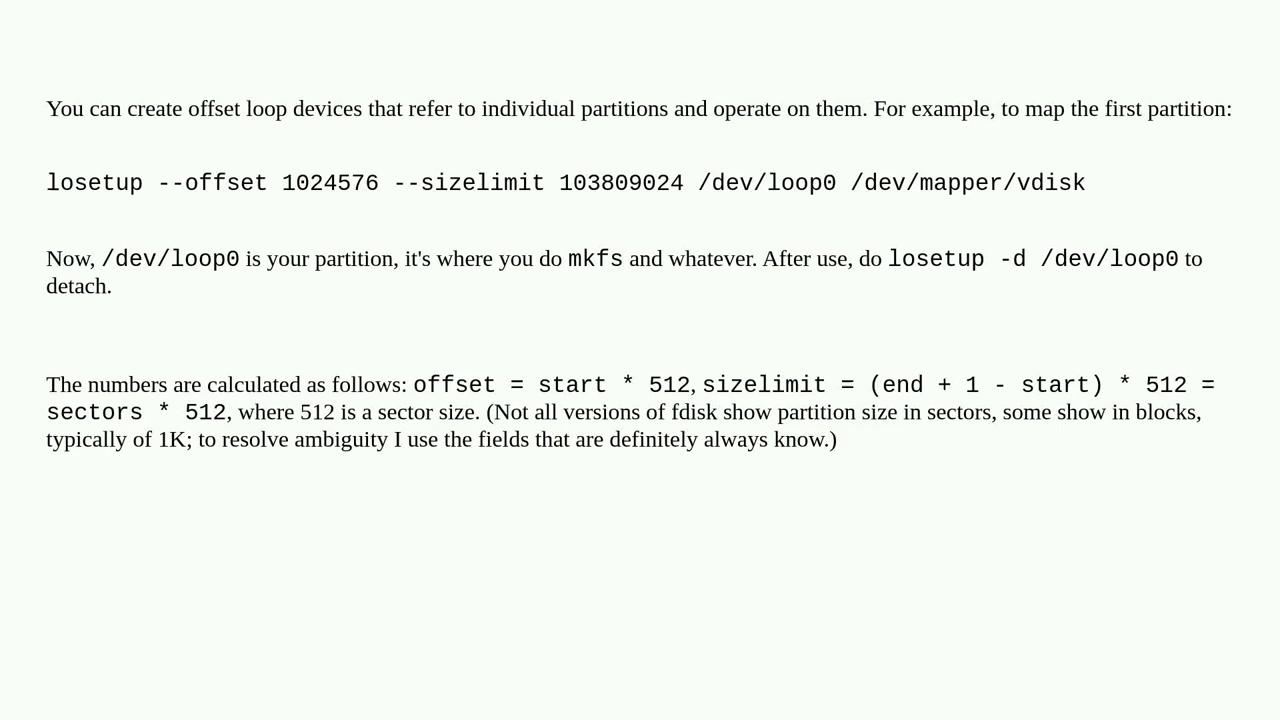 You can create offset loop devices that refer to individual partitions and operate on them. For example, to map the first partition:
losetup --offset 1024576 --sizelimit 103809024 /dev/loop0 /dev/mapper/vdisk
Now, /dev/loop0 is your partition, it's where you do mkfs and whatever. After use, do losetup -d /dev/loop0 to
detach.
The numbers are calculated as follows: offset = start * 512, sizelimit = (end + 1 - start) * 512 =
sectors * 512, where 512 is a sector size. (Not all versions of fdisk show partition size in sectors, some show in blocks,
typically of 1K; to resolve ambiguity I use the fields that are definitely always know.)